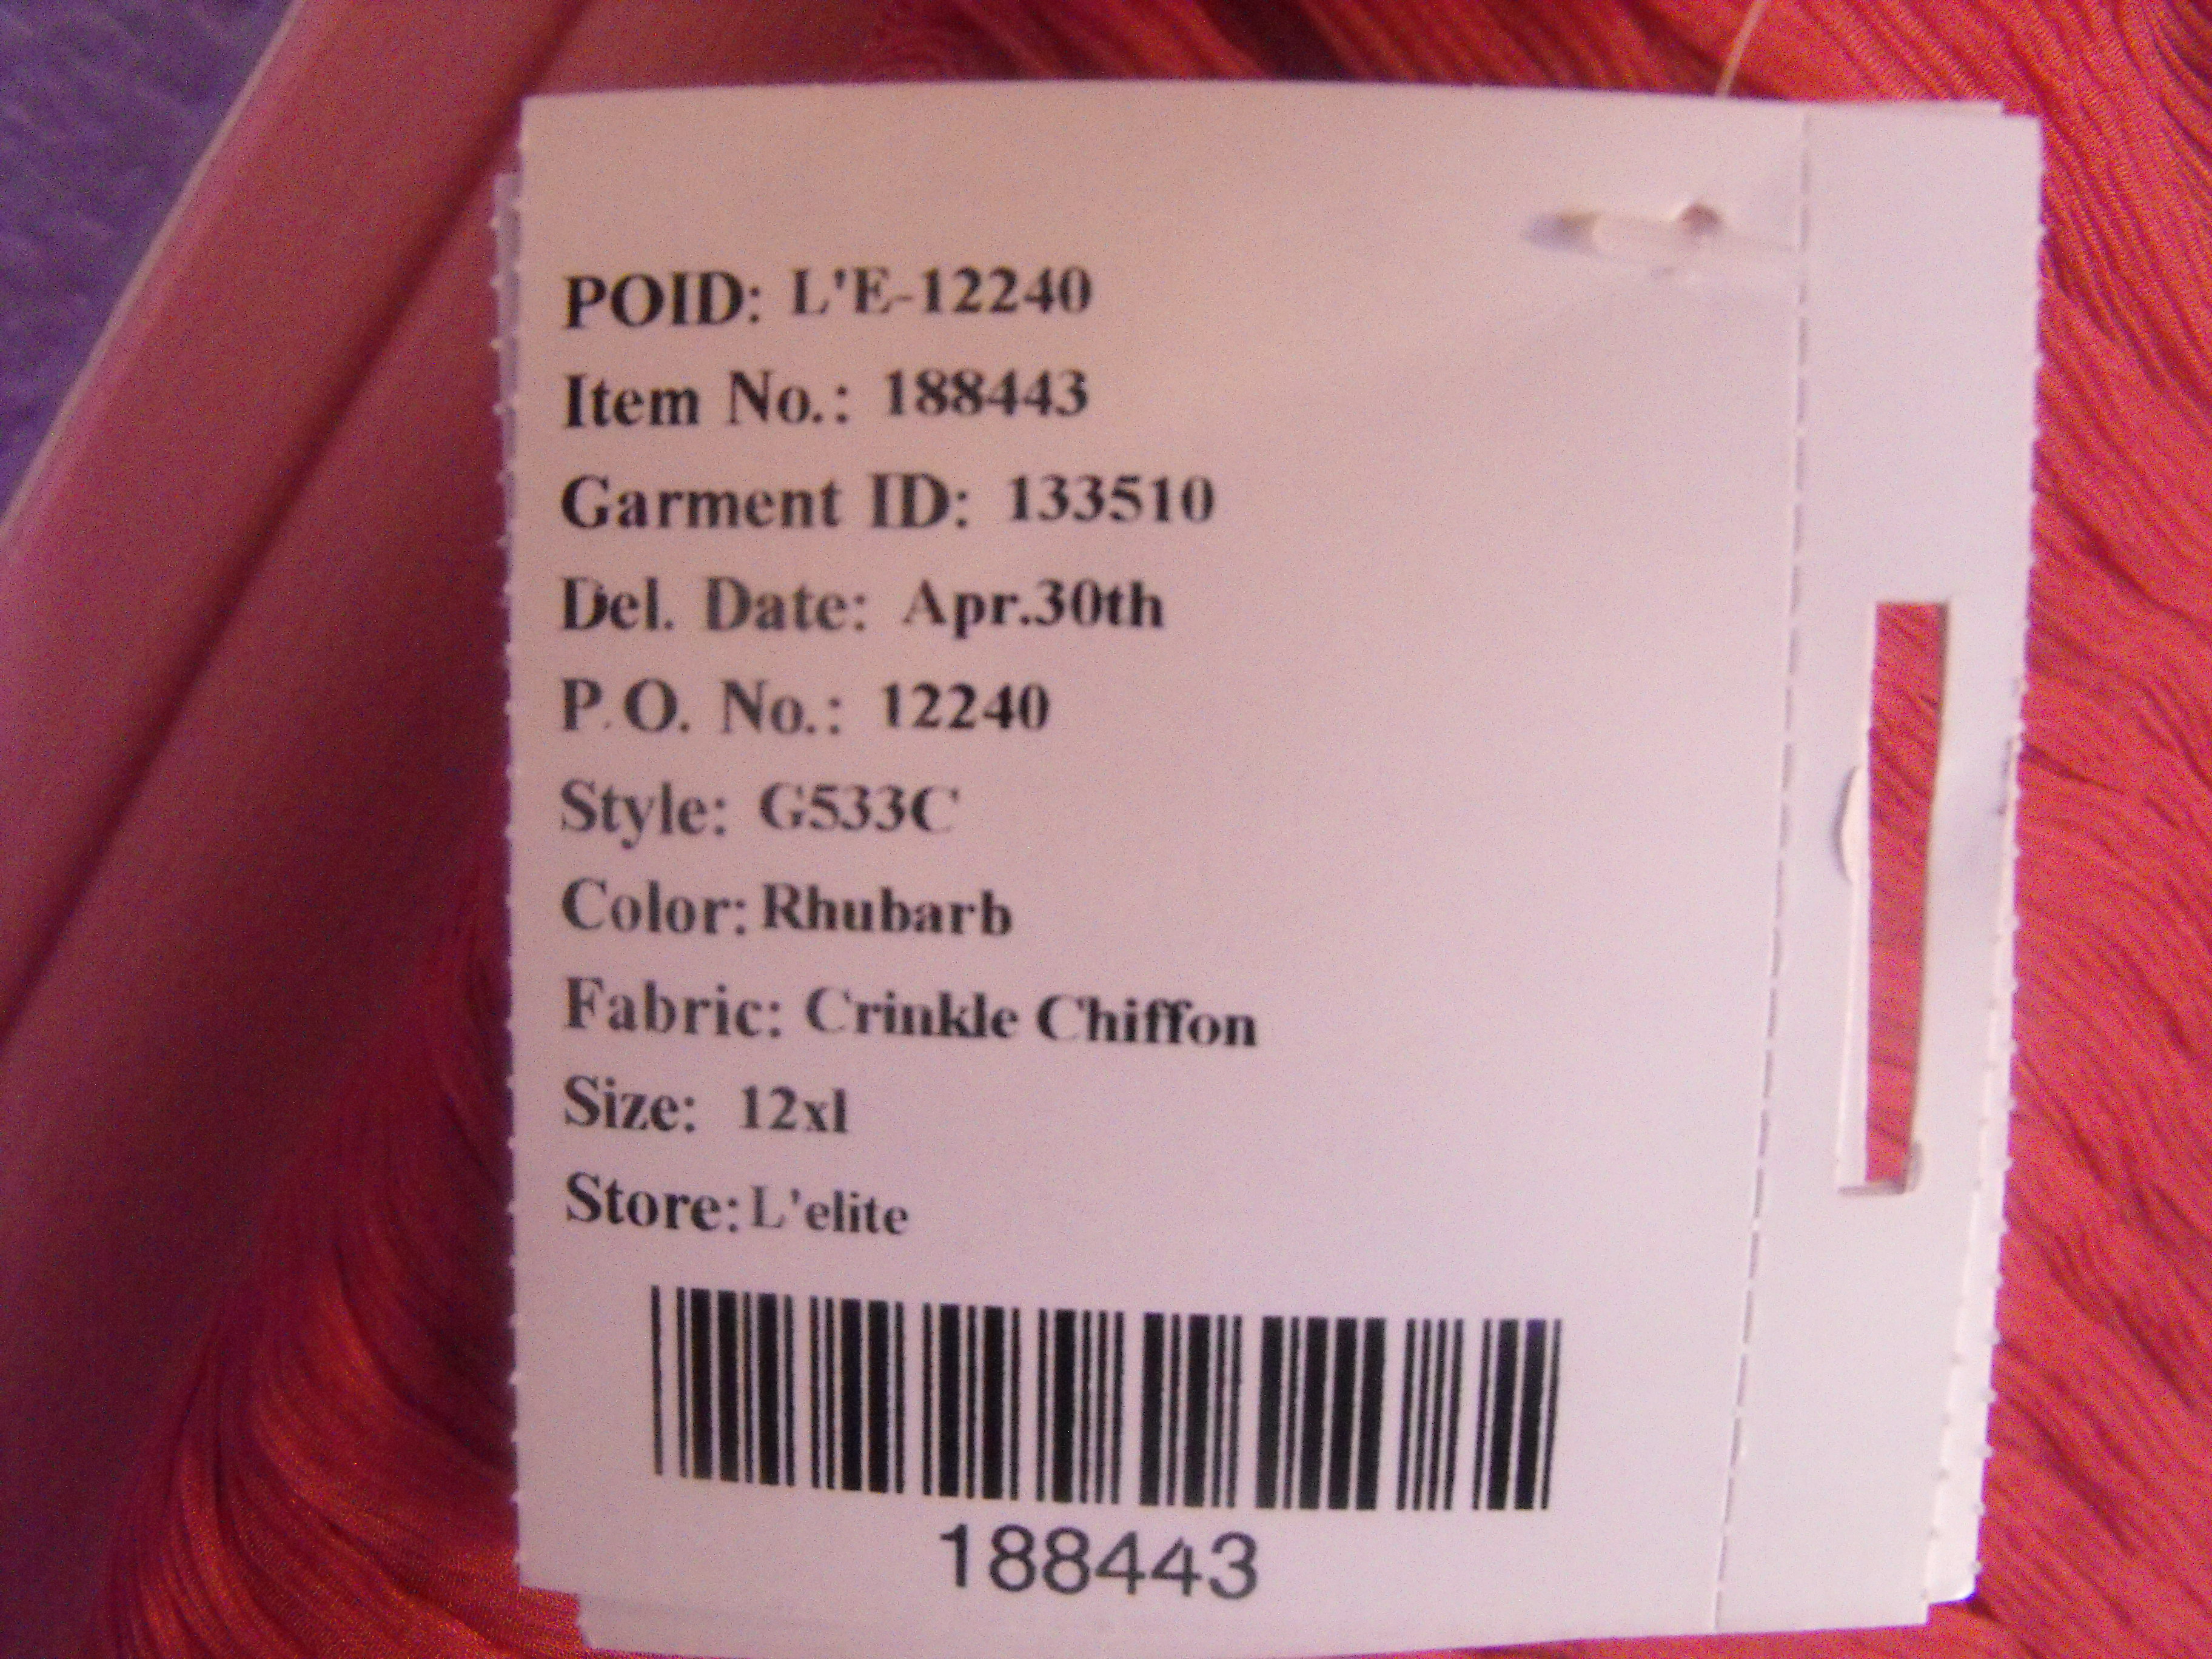 POID: L'E-12240
Item No.: 188443
Garment ID: 133510
Del. Date: Apr.30th
P.O. No.: 12240
Style: G533C
Color: Rhubarb
Fabric: Crinkle Chiffon
Size: 12xl
Store: L'elite
188443